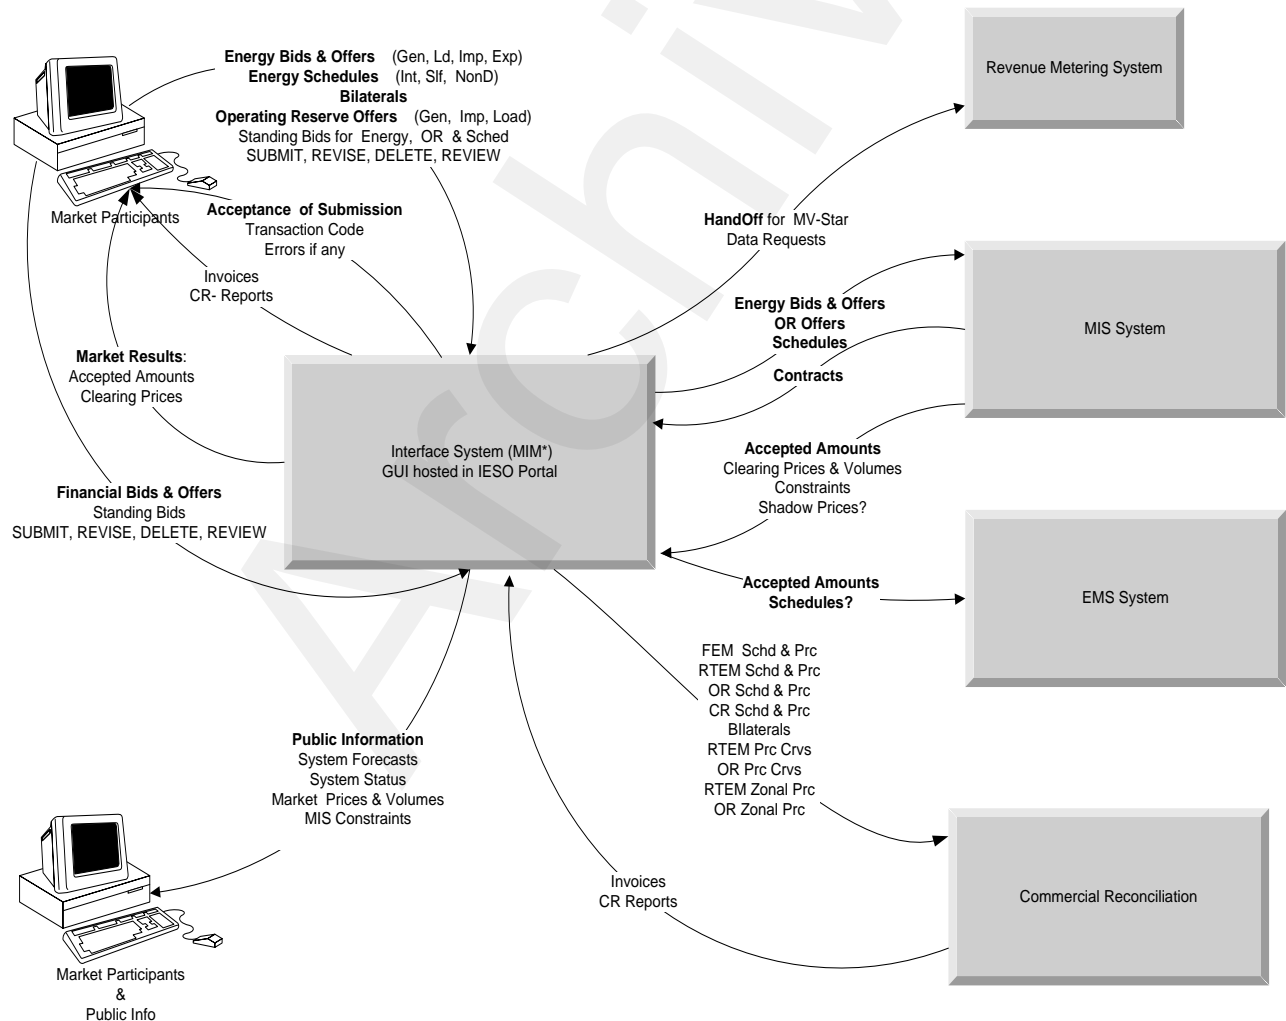 Energy Bids & Offers (Gen, Ld, Imp, Exp)
Energy Schedules (Int, Slf, NonD)
Bilaterals
Operating Reserve Offers (Gen, Imp, Load)
Standing Bids for Energy, OR & Sched
SUBMIT, REVISE, DELETE, REVIEW
Revenue Metering System
Market Participants
Acceptance of Submission
Transaction Code
Errors if any
HandOff for MV-Star
Data Requests
Invoices
CR- Reports
Energy Bids & Offers
OR Offers
Schedules
MIS System
Contracts
Market Results:
Accepted Amounts
Clearing Prices
Interface System (MIM*)
GUI hosted in IESO Portal
Accepted Amounts
Clearing Prices & Volumes
Constraints
Shadow Prices?
Financial Bids & Offers
Standing Bids
SUBMIT, REVISE, DELETE, REVIEW
Accepted Amounts
Schedules?
EMS System
FEM Schd & Prc
RTEM Schd & Prc
OR Schd & Prc
CR Schd & Prc
BIlaterals
RTEM Prc Crvs
OR Prc Crvs
RTEM Zonal Prc
OR Zonal Prc
Public Information
System Forecasts
System Status
Market Prices & Volumes
MIS Constraints
Invoices
CR Reports
Commercial Reconciliation
Market Participants
&
Public Info
Archiv